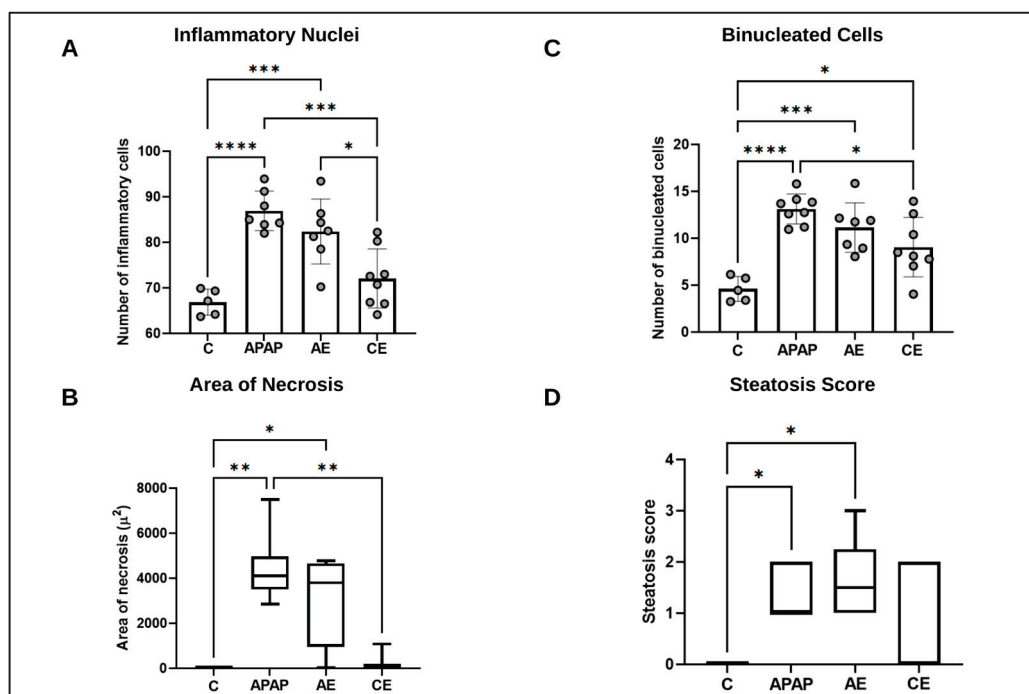 A
Inflammatory Nuclei
***
***
****
*
Number of inflammatory cells
100
90
80
70
60
C APAP AE CE
C
Binucleated Cells
*
***
****
*
Number of binucleated cells
20
15
10
5
0
C APAP AE CE
B
Area of Necrosis
*
**
**
Area of necrosis (μ²)
8000
6000
4000
2000
0
C APAP AE CE
D
Steatosis Score
*
*
Steatosis score
4
3
2
1
0
C APAP AE CE